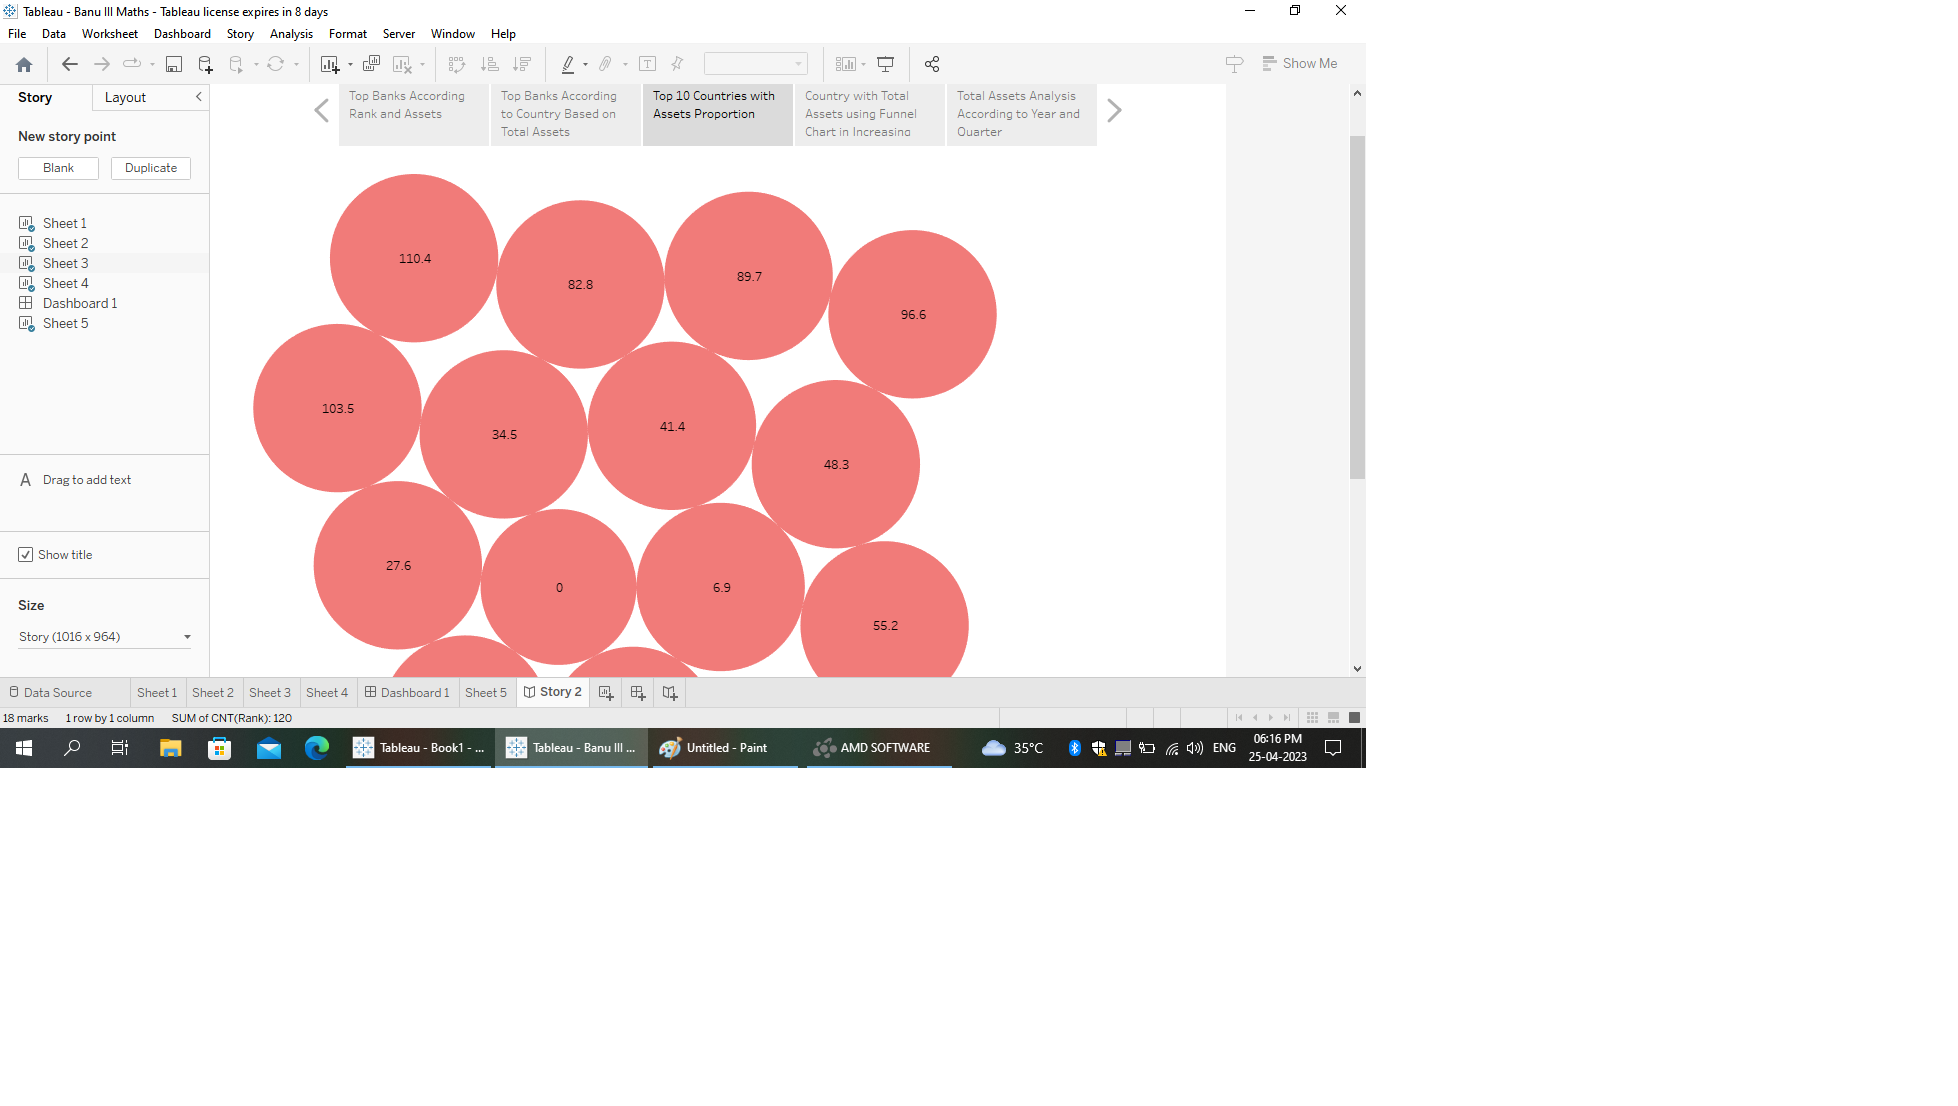 Tableau - Banu III Maths - Tableau license expires in 8 days
File Data Worksheet Dashboard Story Analysis Format Server Window Help
Show Me
Story Layout
New story point
Blank Duplicate
Sheet 1
Sheet 2
Sheet 3
Sheet 4
Dashboard 1
Sheet 5
A Drag to add text
Show title
Size
Story (1016 x 964)
Top Banks According
Rank and Assets
Top Banks According
to Country Based on
Total Assets
Top 10 Countries with
Assets Proportion
Country with Total
Assets using Funnel
Chart in Increasing
Total Assets Analysis
According to Year and
Quarter
110.4
82.8
89.7
96.6
103.5
34.5
41.4
48.3
27.6
0
6.9
55.2
Data Source Sheet 1 Sheet 2 Sheet 3 Sheet 4 Dashboard 1 Sheet 5 Story 2
18 marks 1 row by 1 column SUM of CNT(Rank): 120
Tableau - Book1 - ... Tableau - Banu III ... Untitled - Paint AMD SOFTWARE 35°C ENG
06:16 PM
25-04-2023